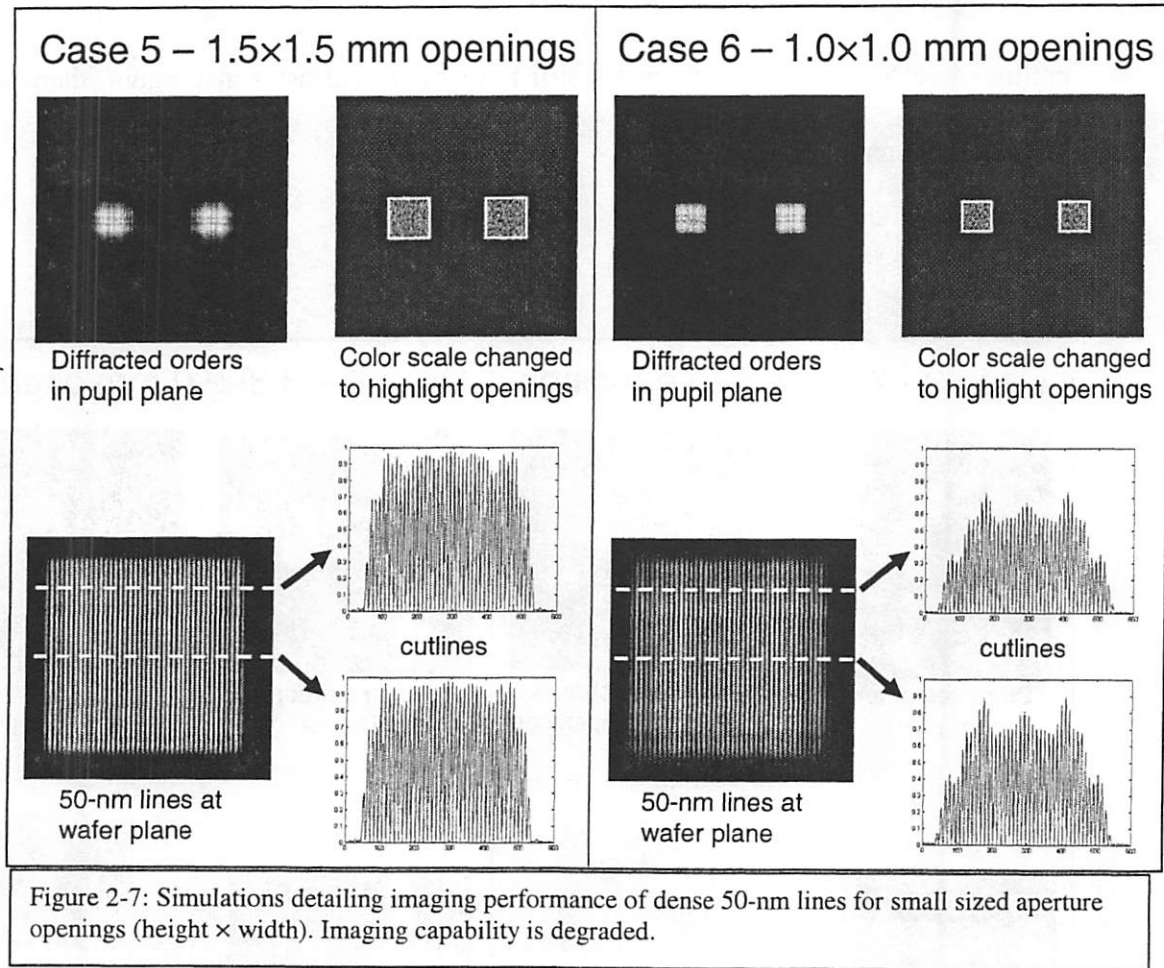 Case 5 – 1.5×1.5 mm openings
Diffracted orders
in pupil plane
Color scale changed
to highlight openings
cutlines
50-nm lines at
wafer plane
Case 6 – 1.0×1.0 mm openings
Diffracted orders
in pupil plane
Color scale changed
to highlight openings
cutlines
50-nm lines at
wafer plane
Figure 2-7: Simulations detailing imaging performance of dense 50-nm lines for small sized aperture
openings (height × width). Imaging capability is degraded.